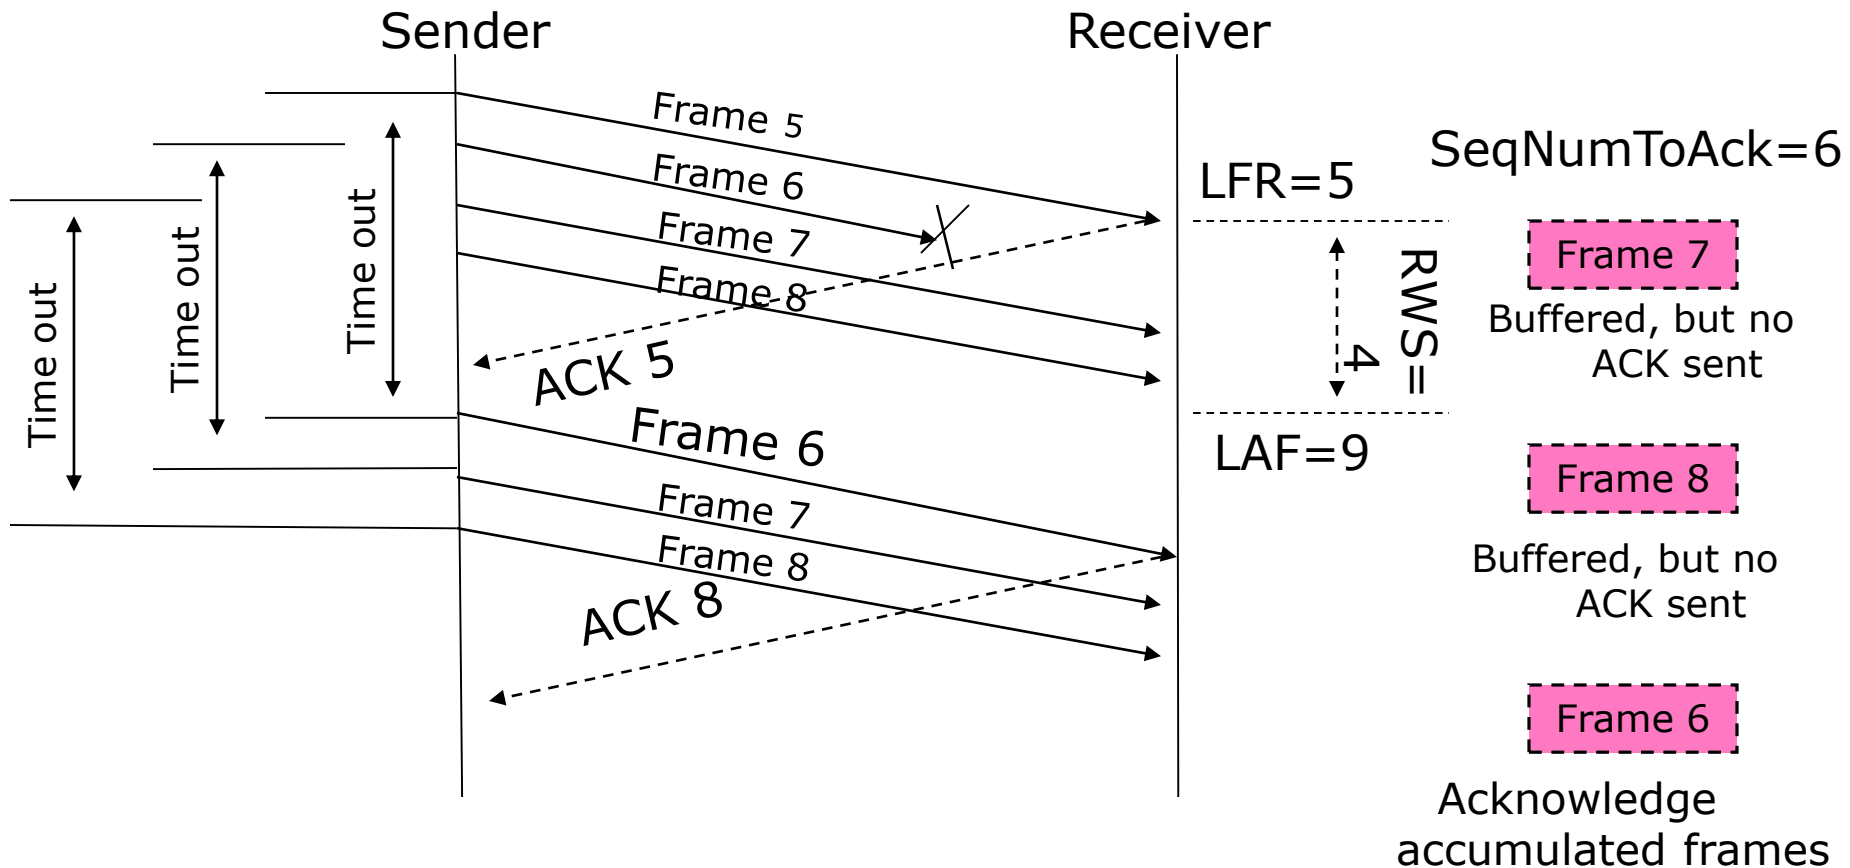 Sender
Receiver
Frame 5
Frame 6
Frame 7
Frame 8
Time out
Time out
Time out
ACK 5
Frame 6
Frame 7
Frame 8
ACK 8
LFR=5
RWS=
4
LAF=9
SeqNumToAck=6
Frame 7
Buffered, but no
ACK sent
Frame 8
Buffered, but no
ACK sent
Frame 6
Acknowledge
accumulated frames